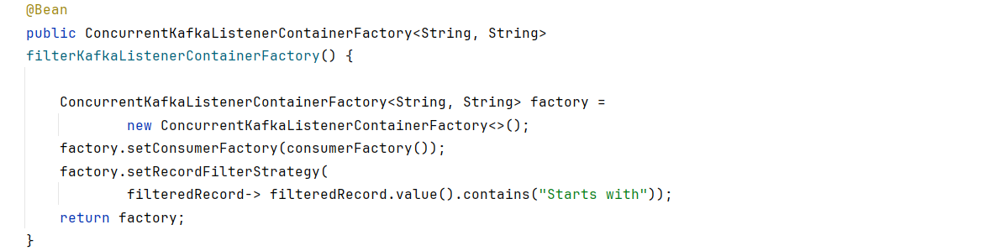 @Bean
public ConcurrentKafkaListenerContainerFactory<String, String>
filterKafkaListenerContainerFactory() {
ConcurrentKafkaListenerContainerFactory<String, String> factory =
new ConcurrentKafkaListenerContainerFactory<>();
factory.setConsumerFactory(consumerFactory());
factory.setRecordFilterStrategy(
filteredRecord-> filteredRecord.value().contains("Starts with"));
return factory;
}